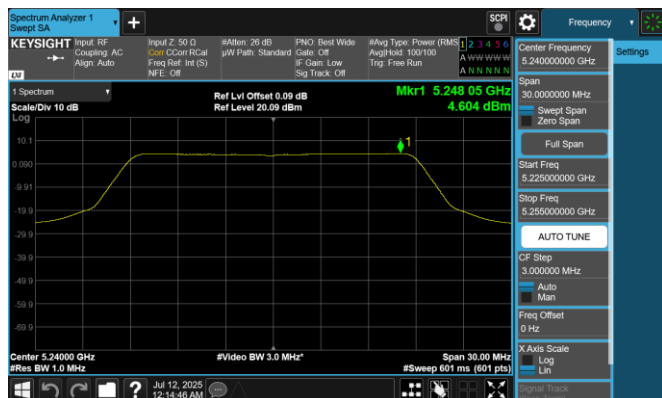 Spectrum Analyzer 1
Swept SA
SCPI
Frequency
KEYSIGHT
Input: RF
Coupling: AC
Align: Auto
Input Z: 50 Ω
Corr CCorr RCal
Freq Ref: Int (S)
NFE: Off
#Atten: 26 dB
µW Path: Standard
PNO: Best Wide
Gate: Off
IF Gain: Low
Sig Track: Off
#Avg Type: Power (RMS
Avg|Hold: 100/100
Trig: Free Run
1 2 3 4 5 6
A W W W W W
A N N N N N
LXI
1 Spectrum
Scale/Div 10 dB
Log
Ref Lvl Offset 0.09 dB
Ref Level 20.09 dBm
Mkr1 5.248 05 GHz
4.604 dBm
1
10.1
0.090
-9.91
-19.9
-29.9
-39.9
-49.9
-59.9
-69.9
Center 5.24000 GHz
#Res BW 1.0 MHz
#Video BW 3.0 MHz*
Span 30.00 MHz
#Sweep 601 ms (601 pts)
Jul 12, 2025
12:14:46 AM
?
Center Frequency
5.240000000 GHz
Settings
Span
30.0000000 MHz
Swept Span
Zero Span
Full Span
Start Freq
5.225000000 GHz
Stop Freq
5.255000000 GHz
AUTO TUNE
CF Step
3.000000 MHz
Auto
Man
Freq Offset
0 Hz
X Axis Scale
Log
Lin
Signal Track